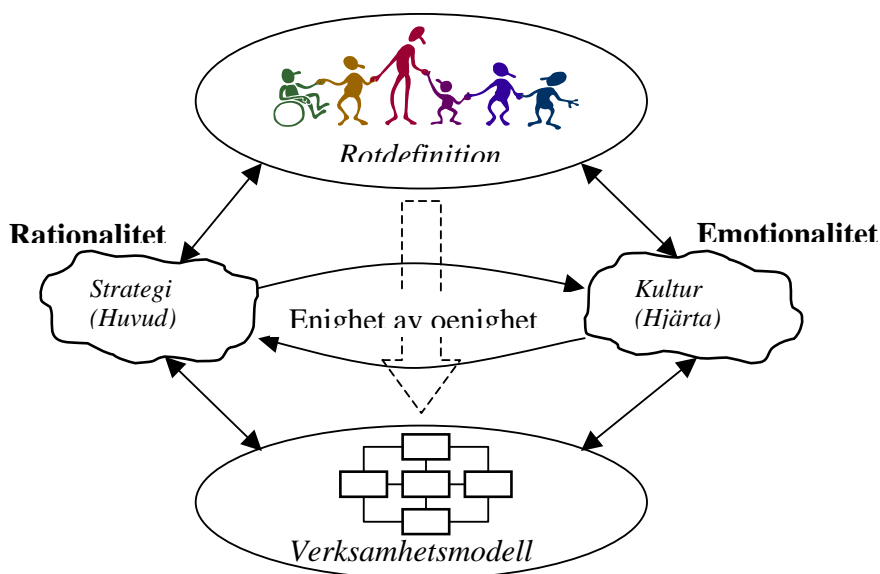 Rotdefinition
Rationalitet
Emotionalitet
Strategi
(Huvud)
Kultur
(Hjärta)
Enighet av oenighet
Verksamhetsmodell